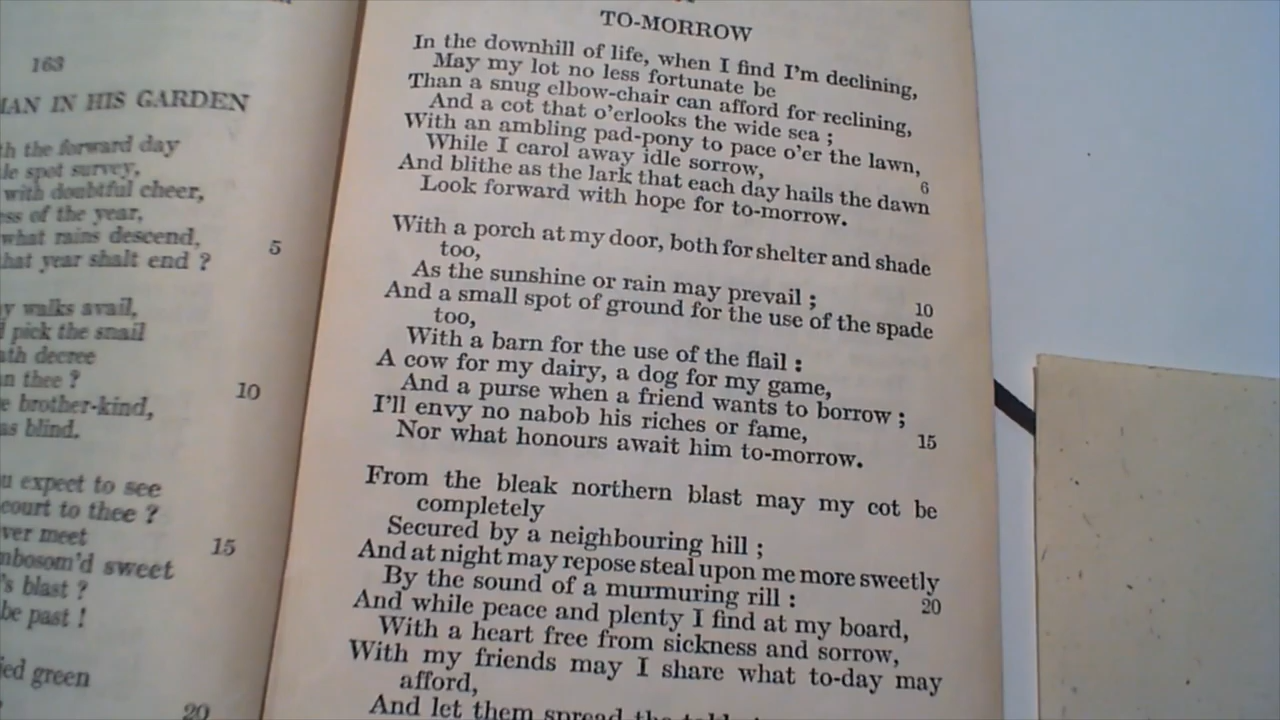 163
MAN IN HIS GARDEN
the forward day
spot survey,
with doubtful cheer,
of the year,
what rains descend,
5
that year shalt end ?
walks avail,
pick the snail
decree
thee ?
10
brother-kind,
blind.
expect to see
court to thee ?
meet
15
sweet
blast ?
be past !
green
20
TO-MORROW
In the downhill of life, when I find I'm declining,
May my lot no less fortunate be
Than a snug elbow-chair can afford for reclining,
And a cot that o'erlooks the wide sea ;
With an ambling pad-pony to pace o'er the lawn,
While I carol away idle sorrow,
6
And blithe as the lark that each day hails the dawn
Look forward with hope for to-morrow.
With a porch at my door, both for shelter and shade
too,
As the sunshine or rain may prevail ;
10
And a small spot of ground for the use of the spade
too,
With a barn for the use of the flail :
A cow for my dairy, a dog for my game,
And a purse when a friend wants to borrow ;
I'll envy no nabob his riches or fame,
15
Nor what honours await him to-morrow.
From the bleak northern blast may my cot be
completely
Secured by a neighbouring hill ;
And at night may repose steal upon me more sweetly
By the sound of a murmuring rill :
20
And while peace and plenty I find at my board,
With a heart free from sickness and sorrow,
With my friends may I share what to-day may
afford,
And let them spread the